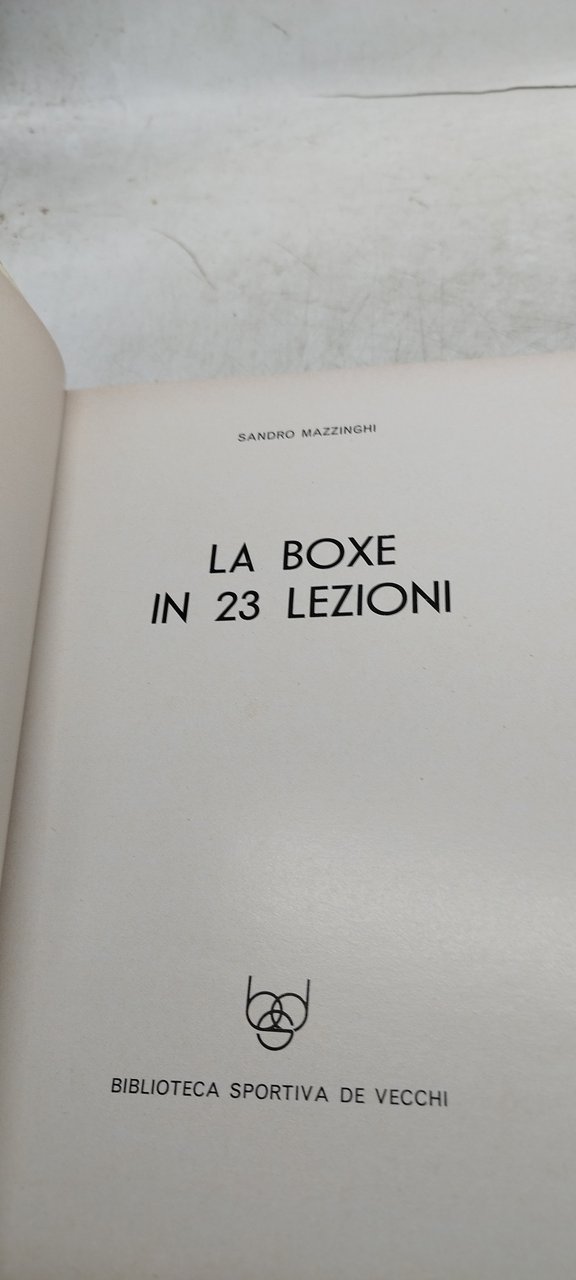 SANDRO MAZZINGHI
LA BOXE
IN 23 LEZIONI
BIBLIOTECA SPORTIVA DE VECCHI